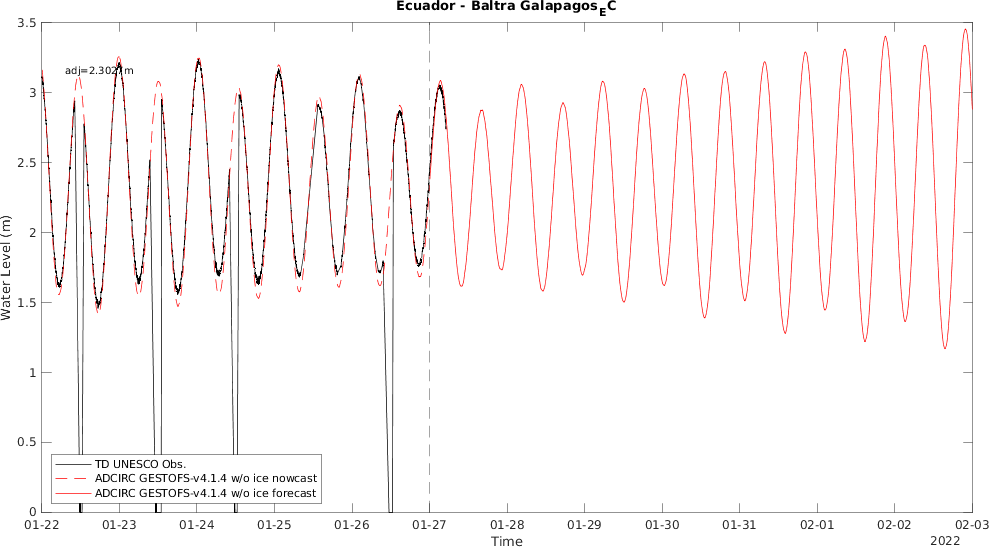 Ecuador - Baltra Galapagos_EC
adj=2.3021m
Water Level (m)
3.5
3
2.5
2
1.5
1
0.5
0
TD UNESCO Obs.
ADCIRC GESTOFS-v4.1.4 w/o ice nowcast
ADCIRC GESTOFS-v4.1.4 w/o ice forecast
01-22 01-23 01-24 01-25 01-26 01-27 01-28 01-29 01-30 01-31 02-01 02-02 02-03
Time
2022